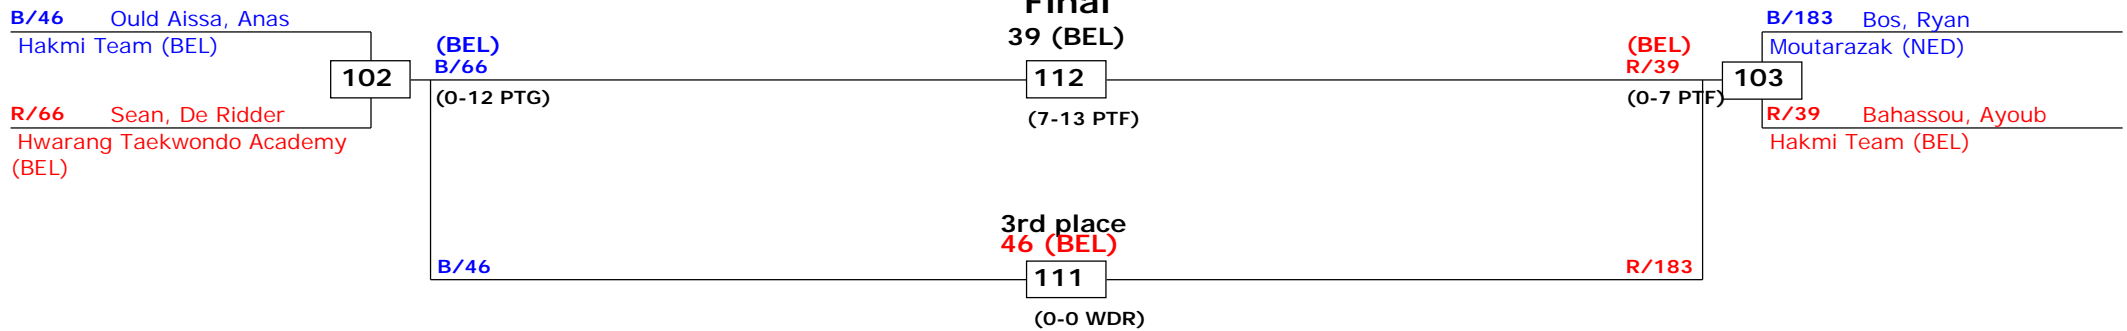 B/46 Ould Aissa, Anas
Hakmi Team (BEL)
102
R/66 Sean, De Ridder
Hwarang Taekwondo Academy
(BEL)
(BEL)
B/66
(0-12 PTG)
Final
39 (BEL)
112
(7-13 PTF)
(BEL)
R/39
(0-7 PTF)
B/183 Bos, Ryan
Moutarazak (NED)
103
R/39 Bahassou, Ayoub
Hakmi Team (BEL)
3rd place
46 (BEL)
B/46
111
R/183
(0-0 WDR)